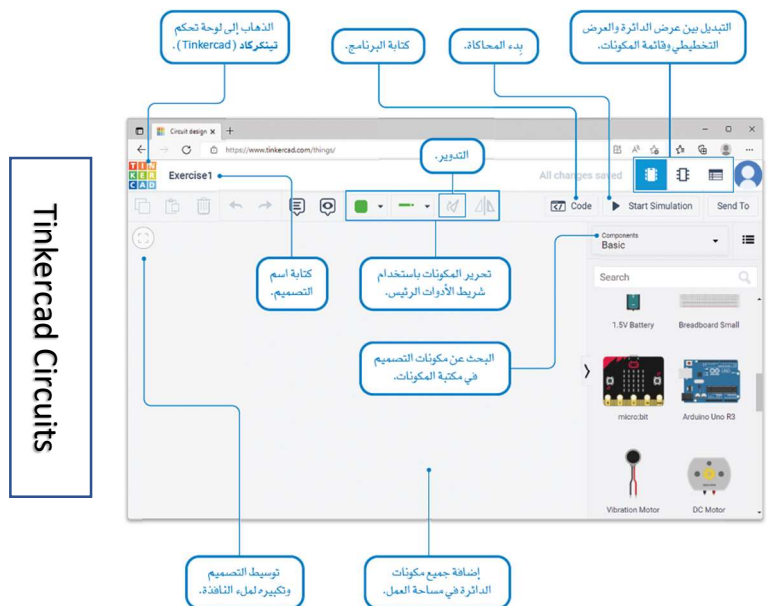 الذهاب إلى لوحة تحكم
تينكركاد (Tinkercad).
كتابة البرنامج.
بدء المحاكاة.
التبديل بين عرض الدائرة والعرض
التخطيطي وقائمة المكونات.
Circuit design
https://www.tinkercad.com/things/
TINKERCAD
Exercise1
التدوير.
All changes saved
Code
Start Simulation
Send To
Components
Basic
Search
كتابة اسم
التصميم.
تحرير المكونات باستخدام
شريط الأدوات الرئيس.
1.5V Battery
Breadboard Small
البحث عن مكونات التصميم
في مكتبة المكونات.
micro:bit
Arduino Uno R3
Vibration Motor
DC Motor
توسيط التصميم
وتكبيره لملء النافذة.
إضافة جميع مكونات
الدائرة في مساحة العمل.
Tinkercad Circuits